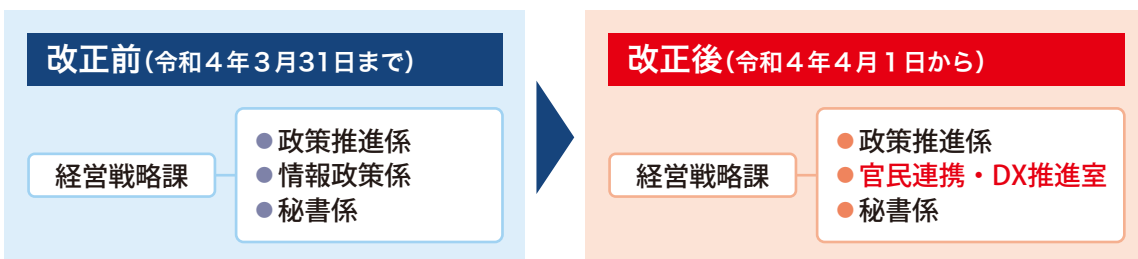 改正前(令和4年3月31日まで)
経営戦略課
●政策推進係
●情報政策係
●秘書係
改正後(令和4年4月1日から)
経営戦略課
●政策推進係
●官民連携・DX推進室
●秘書係